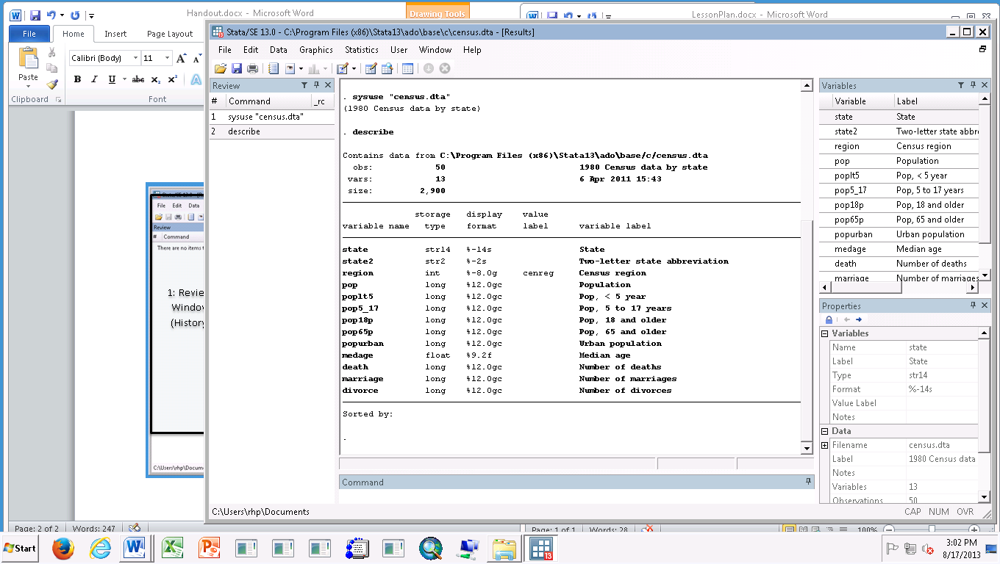 Handout.docx - Microsoft Word
Drawing Tools
LessonPlan.docx - Microsoft Word
File Home Insert Page Layout
Calibri (Body) 11
Paste
Clipboard
Font
Stata/SE 13.0 - C:\Program Files (x86)\Stata13\ado\base\c\census.dta - [Results]
File Edit Data Graphics Statistics User Window Help
Review
# Command _rc
1 sysuse "census.dta"
2 describe
. sysuse "census.dta"
(1980 Census data by state)
. describe
Contains data from C:\Program Files (x86)\Stata13\ado\base/c/census.dta
obs: 50 1980 Census data by state
vars: 13 6 Apr 2011 15:43
size: 2,900
storage display value
variable name type format label variable label
state str14 %-14s State
state2 str2 %-2s Two-letter state abbreviation
region int %-8.0g cenreg Census region
pop long %12.0gc Population
poplt5 long %12.0gc Pop, < 5 year
pop5_17 long %12.0gc Pop, 5 to 17 years
pop18p long %12.0gc Pop, 18 and older
pop65p long %12.0gc Pop, 65 and older
popurban long %12.0gc Urban population
medage float %9.2f Median age
death long %12.0gc Number of deaths
marriage long %12.0gc Number of marriages
divorce long %12.0gc Number of divorces
Sorted by:
.
Command
C:\Users\rhp\Documents
CAP NUM OVR
Variables
Variable Label
state State
state2 Two-letter state abbre
region Census region
pop Population
poplt5 Pop, < 5 year
pop5_17 Pop, 5 to 17 years
pop18p Pop, 18 and older
pop65p Pop, 65 and older
popurban Urban population
medage Median age
death Number of deaths
marriage Number of marriages
Properties
Variables
Name state
Label State
Type str14
Format %-14s
Value Label
Notes
Data
Filename census.dta
Label 1980 Census data
Notes
Variables 13
Observations 50
File Edit Data
Review
# Command
There are no items t
1: Revie
Windo
(History
C:\Users\rhp\Docume
Page: 2 of 2 Words: 247
Page: 1 of 1 Words: 28
100%
Start
13
3:02 PM
8/17/2013